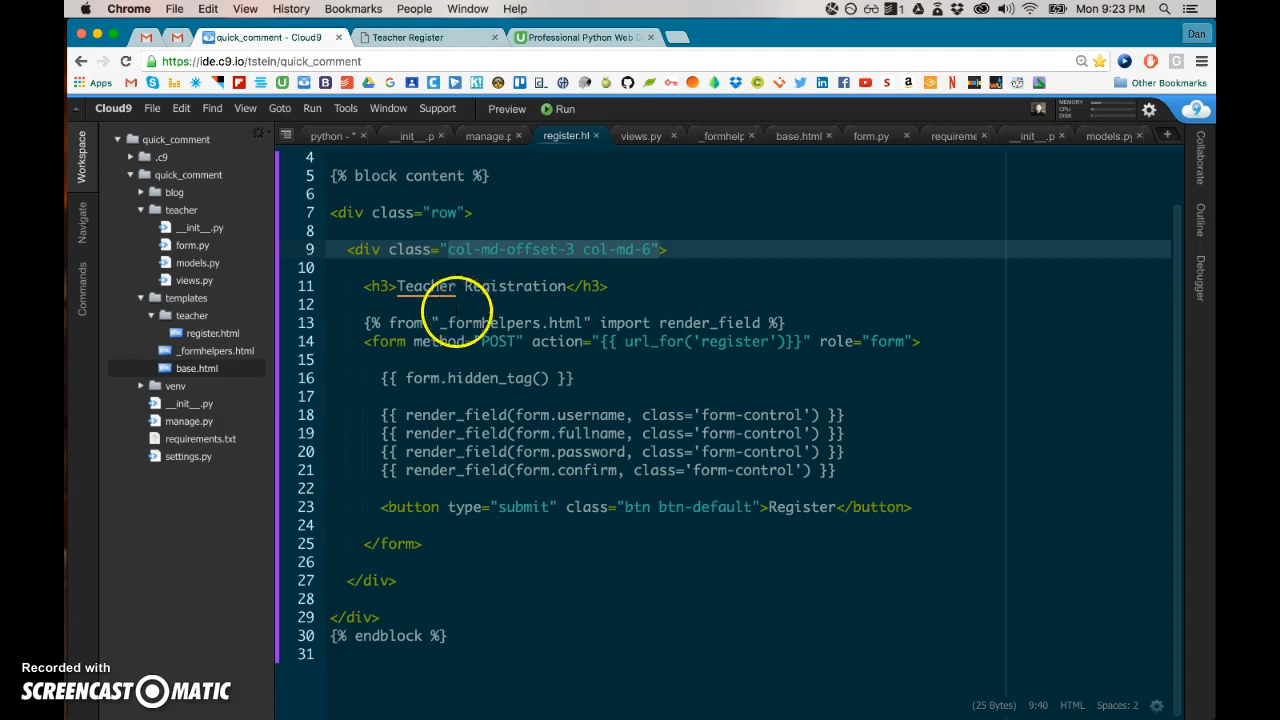 Chrome File Edit View History Bookmarks People Window Help
1
Mon 9:23 PM
quick_comment - Cloud9 ×
Teacher Register ×
Professional Python Web D ×
Dan
https://ide.c9.io/tstein/quick_comment
Apps
Other Bookmarks
Cloud9 File Edit Find View Goto Run Tools Window Support Preview Run
MEMORY
CPU
DISK
python - * ×
__init__.p ×
manage.p ×
register.ht ×
views.py ×
_formhelp ×
base.html ×
form.py ×
requireme ×
__init__.p ×
models.py ×
Workspace
Navigate
Commands
Collaborate
Outline
Debugger
quick_comment
.c9
quick_comment
blog
teacher
__init__.py
form.py
models.py
views.py
templates
teacher
register.html
_formhelpers.html
base.html
venv
__init__.py
manage.py
requirements.txt
settings.py
4
5 {% block content %}
6
7 <div class="row">
8
9 <div class="col-md-offset-3 col-md-6">
10
11 <h3>Teacher Registration</h3>
12
13 {% from "_formhelpers.html" import render_field %}
14 <form method="POST" action="{{ url_for('register')}}" role="form">
15
16 {{ form.hidden_tag() }}
17
18 {{ render_field(form.username, class='form-control') }}
19 {{ render_field(form.fullname, class='form-control') }}
20 {{ render_field(form.password, class='form-control') }}
21 {{ render_field(form.confirm, class='form-control') }}
22
23 <button type="submit" class="btn btn-default">Register</button>
24
25 </form>
26
27 </div>
28
29 </div>
30 {% endblock %}
31
(25 Bytes) 9:40 HTML Spaces: 2
Recorded with
SCREENCAST-O-MATIC